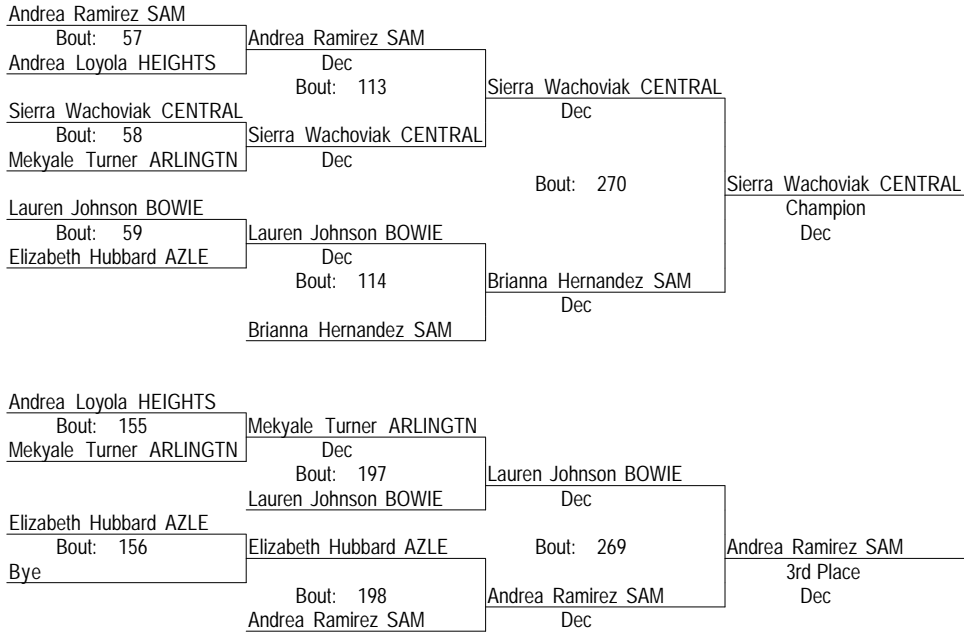 Andrea Ramirez SAM
Bout: 57
Andrea Loyola HEIGHTS
Andrea Ramirez SAM
Dec
Bout: 113
Sierra Wachoviak CENTRAL
Dec
Sierra Wachoviak CENTRAL
Bout: 58
Mekyale Turner ARLINGTN
Sierra Wachoviak CENTRAL
Dec
Bout: 270
Sierra Wachoviak CENTRAL
Champion
Dec
Lauren Johnson BOWIE
Bout: 59
Elizabeth Hubbard AZLE
Lauren Johnson BOWIE
Dec
Bout: 114
Brianna Hernandez SAM
Dec
Brianna Hernandez SAM
Andrea Loyola HEIGHTS
Bout: 155
Mekyale Turner ARLINGTN
Mekyale Turner ARLINGTN
Dec
Bout: 197
Lauren Johnson BOWIE
Lauren Johnson BOWIE
Dec
Elizabeth Hubbard AZLE
Bout: 156
Bye
Elizabeth Hubbard AZLE
Bout: 269
Andrea Ramirez SAM
3rd Place
Dec
Bout: 198
Andrea Ramirez SAM
Andrea Ramirez SAM
Dec